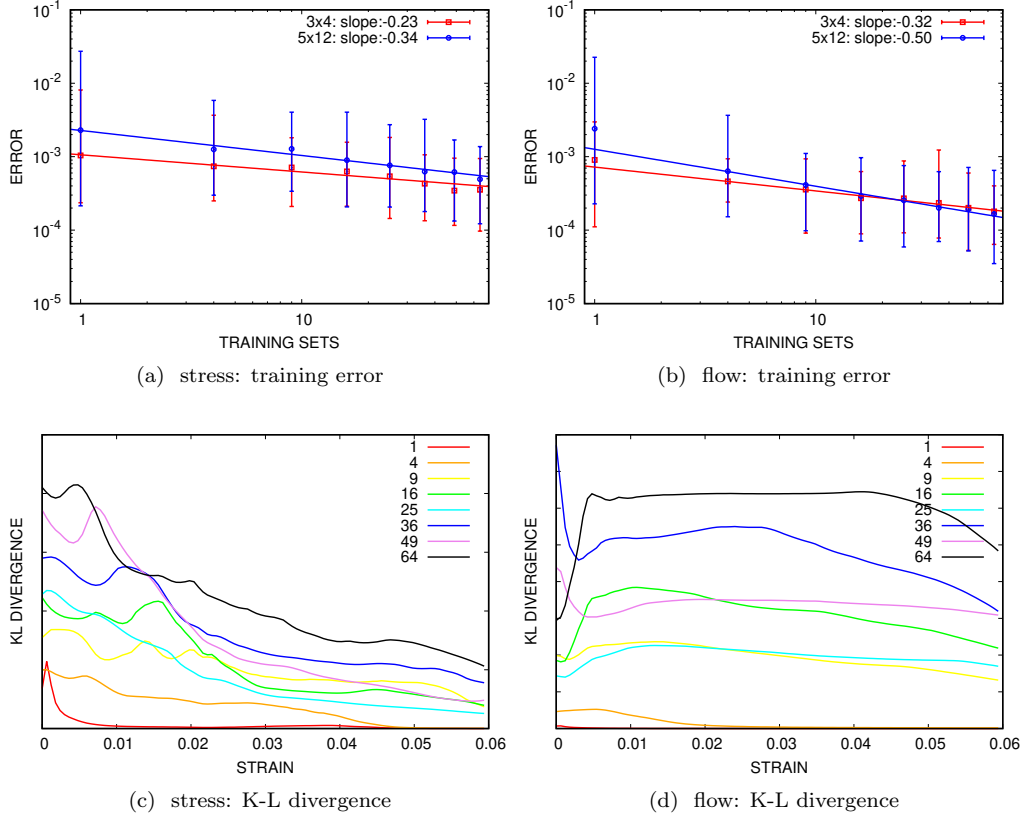 10^0
10^-1
10^-2
10^-3
10^-4
10^-5
1
10
ERROR
TRAINING SETS
3x4: slope:-0.23
5x12: slope:-0.34
(a) stress: training error
10^0
10^-1
10^-2
10^-3
10^-4
10^-5
1
10
ERROR
TRAINING SETS
3x4: slope:-0.32
5x12: slope:-0.50
(b) flow: training error
KL DIVERGENCE
1
4
9
16
25
36
49
64
0 0.01 0.02 0.03 0.04 0.05 0.06
STRAIN
(c) stress: K-L divergence
KL DIVERGENCE
1
4
9
16
25
36
49
64
0 0.01 0.02 0.03 0.04 0.05 0.06
STRAIN
(d) flow: K-L divergence